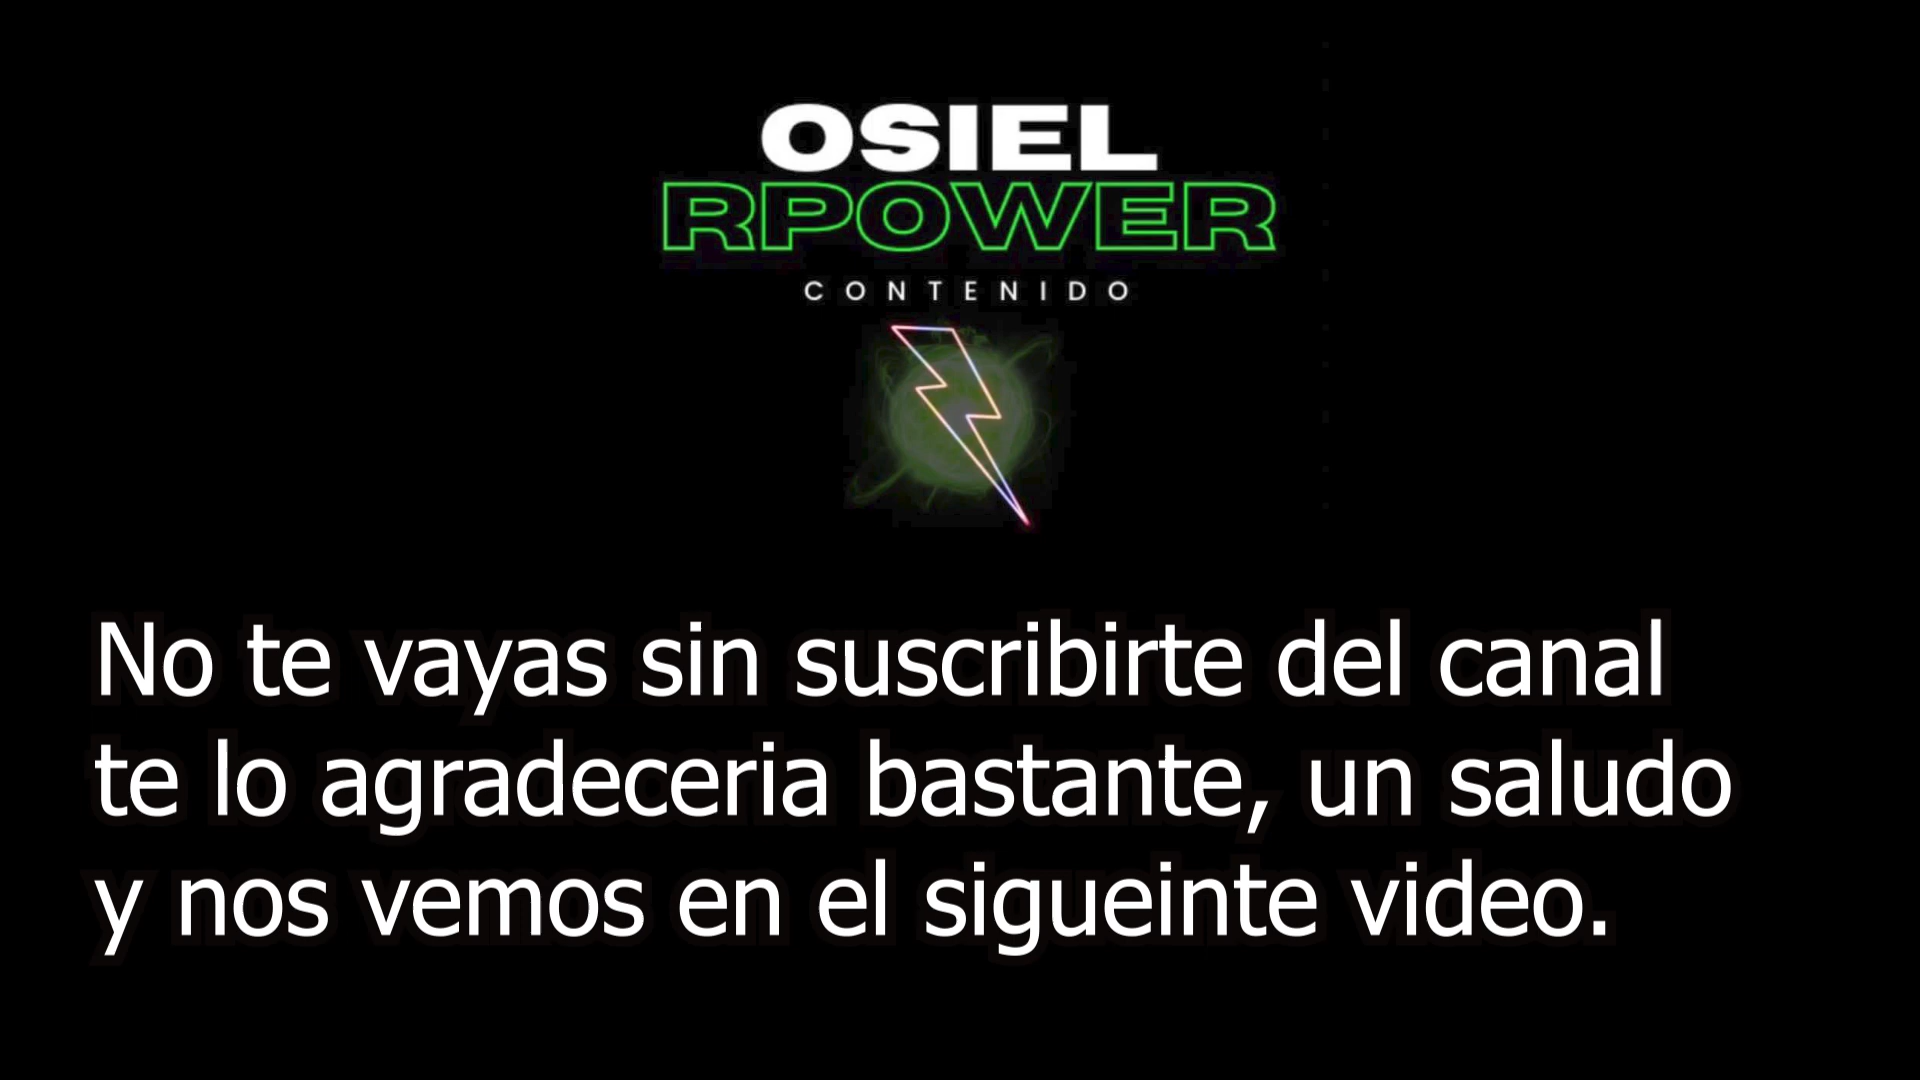 OSIEL
RPOWER
CONTENIDO
No te vayas sin suscribirte del canal
te lo agradeceria bastante, un saludo
y nos vemos en el sigueinte video.